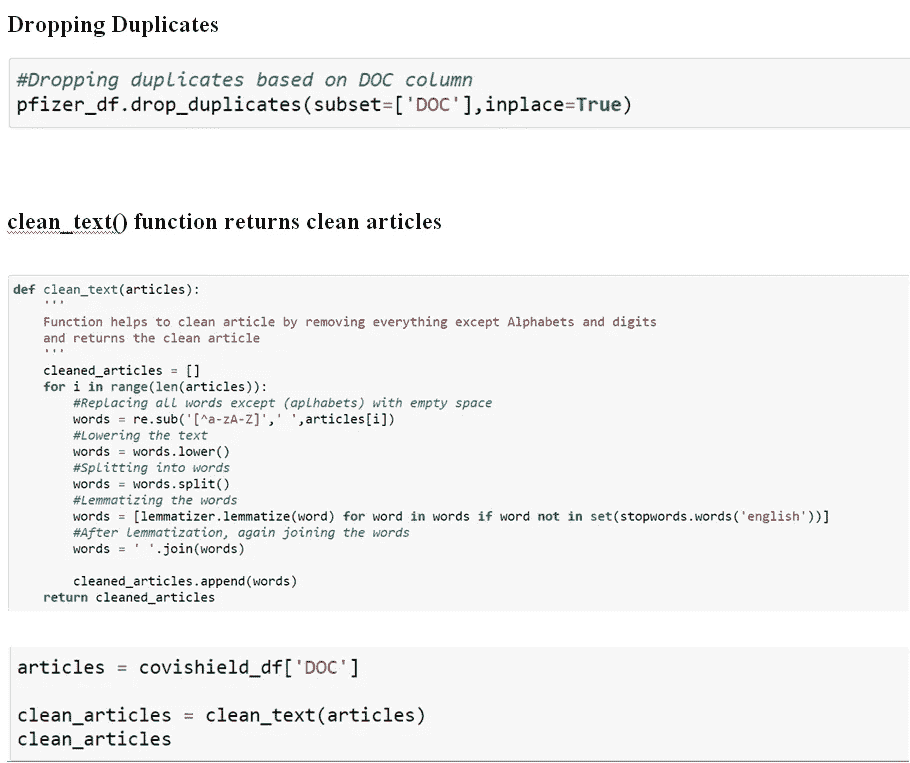 Dropping Duplicates
#Dropping duplicates based on DOC column
pfizer_df.drop_duplicates(subset=['DOC'],inplace=True)
clean_text() function returns clean articles
def clean_text(articles):
    '''
    Function helps to clean article by removing everything except Alphabets and digits
    and returns the clean article
    '''
    cleaned_articles = []
    for i in range(len(articles)):
        #Replacing all words except (aplhabets) with empty space
        words = re.sub('[^a-zA-Z]',' ',articles[i])
        #Lowering the text
        words = words.lower()
        #Splitting into words
        words = words.split()
        #Lemmatizing the words
        words = [lemmatizer.lemmatize(word) for word in words if word not in set(stopwords.words('english'))]
        #After lemmatization, again joining the words
        words = ' '.join(words)
        cleaned_articles.append(words)
    return cleaned_articles
articles = covishield_df['DOC']
clean_articles = clean_text(articles)
clean_articles